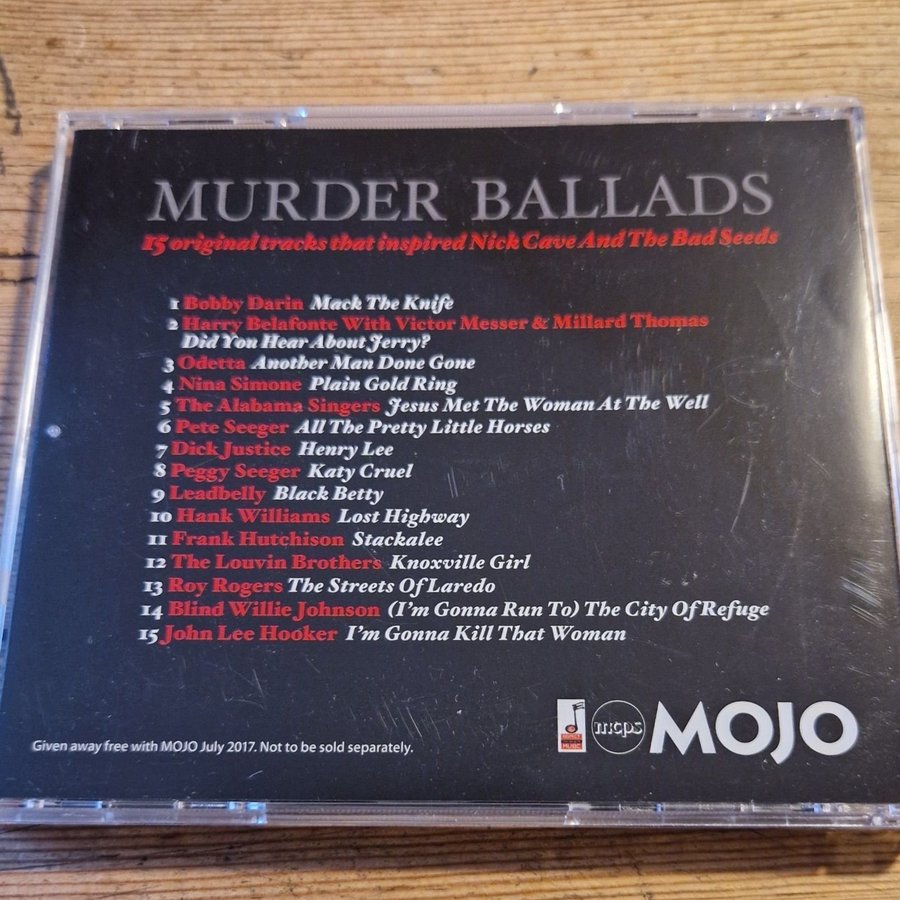 MURDER BALLADS
15 original tracks that inspired Nick Cave And The Bad Seeds
1 Bobby Darin Mack The Knife
2 Harry Belafonte With Victor Messer & Millard Thomas
Did You Hear About Jerry?
3 Odetta Another Man Done Gone
4 Nina Simone Plain Gold Ring
5 The Alabama Singers Jesus Met The Woman At The Well
6 Pete Seeger All The Pretty Little Horses
7 Dick Justice Henry Lee
8 Peggy Seeger Katy Cruel
9 Leadbelly Black Betty
10 Hank Williams Lost Highway
11 Frank Hutchison Stackalee
12 The Louvin Brothers Knoxville Girl
13 Roy Rogers The Streets Of Laredo
14 Blind Willie Johnson (I'm Gonna Run To) The City Of Refuge
15 John Lee Hooker I'm Gonna Kill That Woman
Given away free with MOJO July 2017. Not to be sold separately.
MUSIC
mcps
MOJO